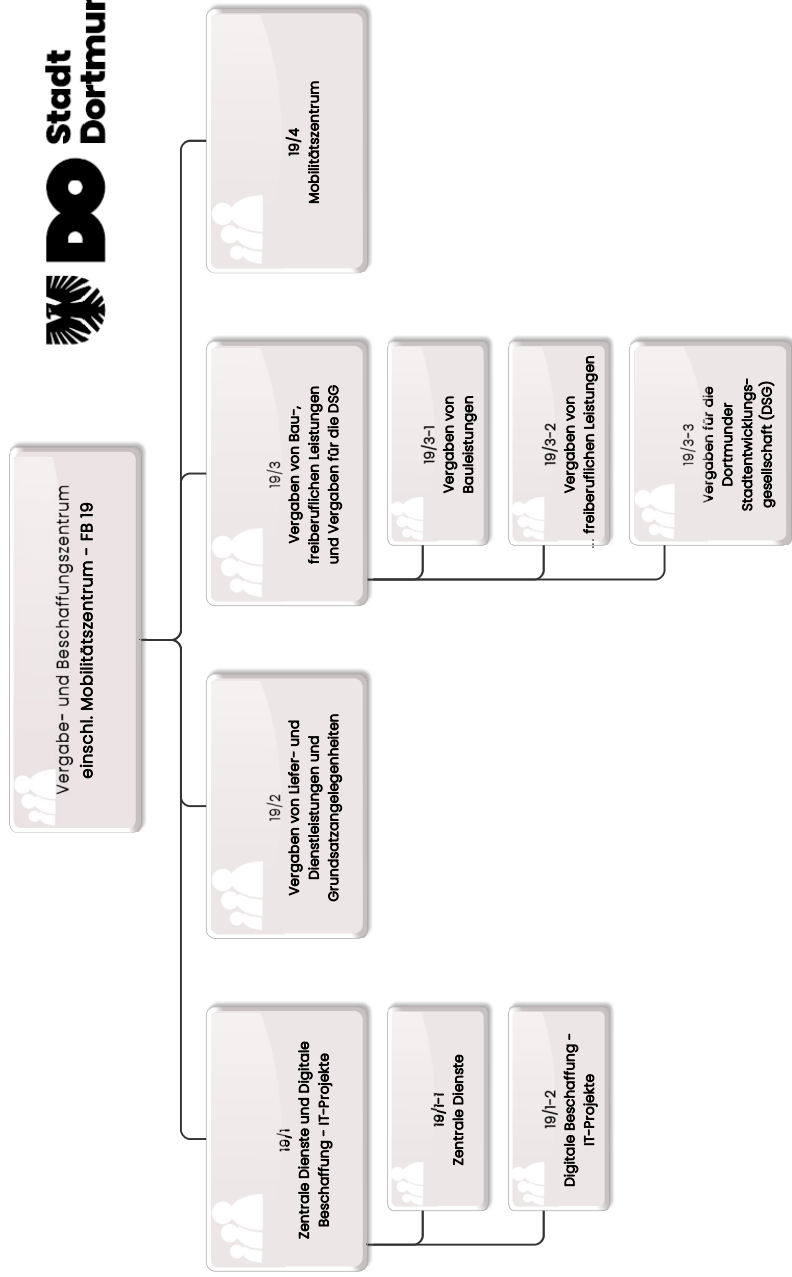 DO Stadt
Vergabe- und Beschaffungszentrum
einschl. Mobilitätszentrum - FB 19
19/1
Zentrale Dienste und Digitale
Beschaffung - IT-Projekte
19/1-1
Zentrale Dienste
19/1-2
Digitale Beschaffung -
IT-Projekte
19/2
Vergaben von Liefer- und
Dienstleistungen und
Grundsatzangelegenheiten
19/3
Vergaben von Bau-,
freiberuflichen Leistungen
und Vergaben für die DSG
19/3-1
Vergaben von
Bauleistungen
19/3-2
Vergaben von
... freiberuflichen Leistungen
19/3-3
Vergaben für die
Dortmunder
Stadtentwicklungs-
gesellschaft (DSG)
19/4
Mobilitätszentrum